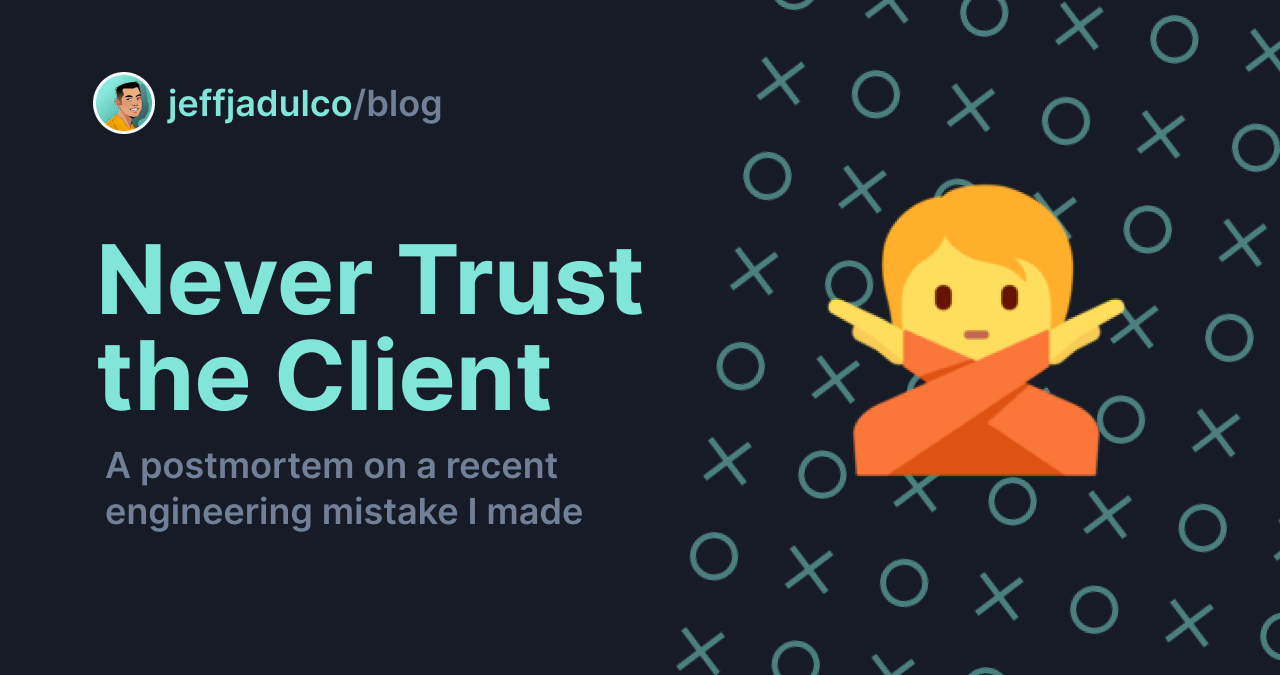 jeffjadulco/blog
Never Trust
the Client
A postmortem on a recent
engineering mistake I made